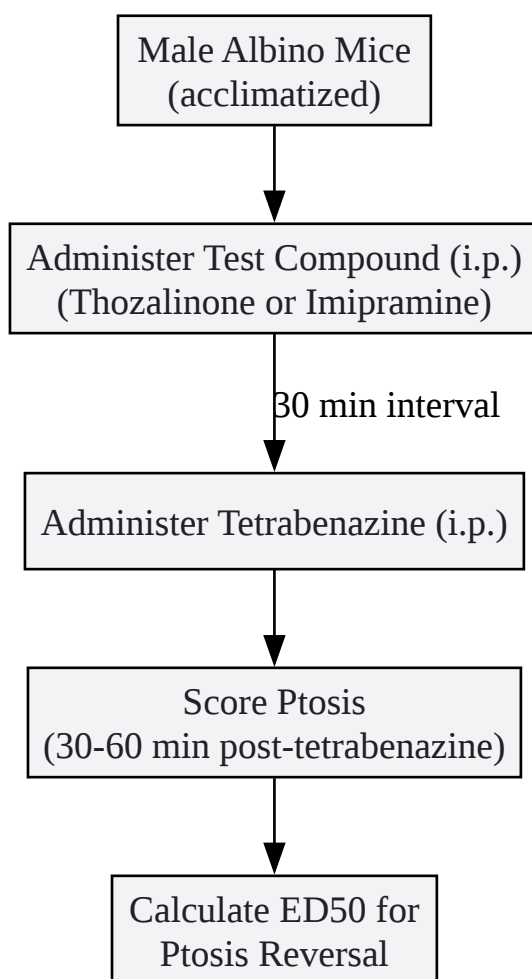 Male Albino Mice
(acclimatized)
Administer Test Compound (i.p.)
(Thozalinone or Imipramine)
30 min interval
Administer Tetrabenazine (i.p.)
Score Ptosis
(30-60 min post-tetrabenazine)
Calculate ED50 for
Ptosis Reversal